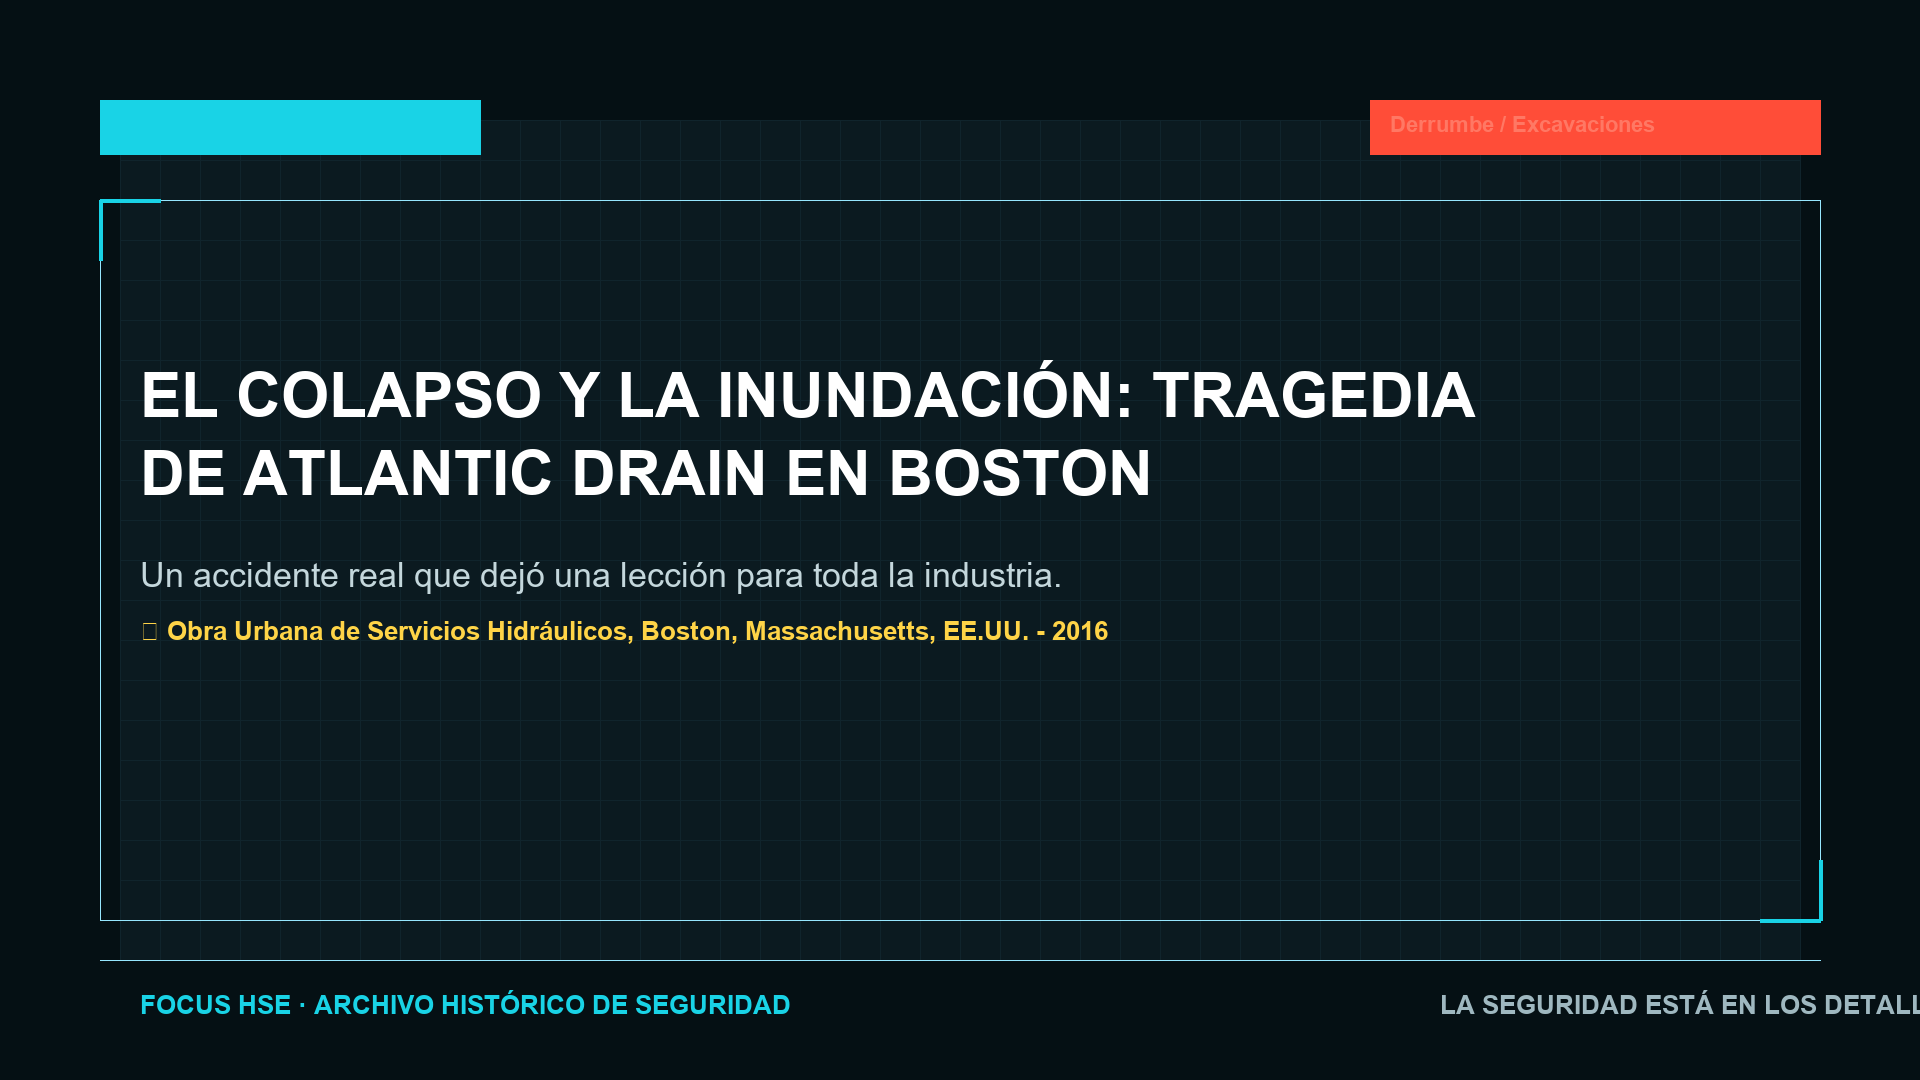 Derrumbe / Excavaciones
EL COLAPSO Y LA INUNDACIÓN: TRAGEDIA
DE ATLANTIC DRAIN EN BOSTON
Un accidente real que dejó una lección para toda la industria.
Obra Urbana de Servicios Hidráulicos, Boston, Massachusetts, EE.UU. - 2016
FOCUS HSE · ARCHIVO HISTÓRICO DE SEGURIDAD
LA SEGURIDAD ESTÁ EN LOS DETALL